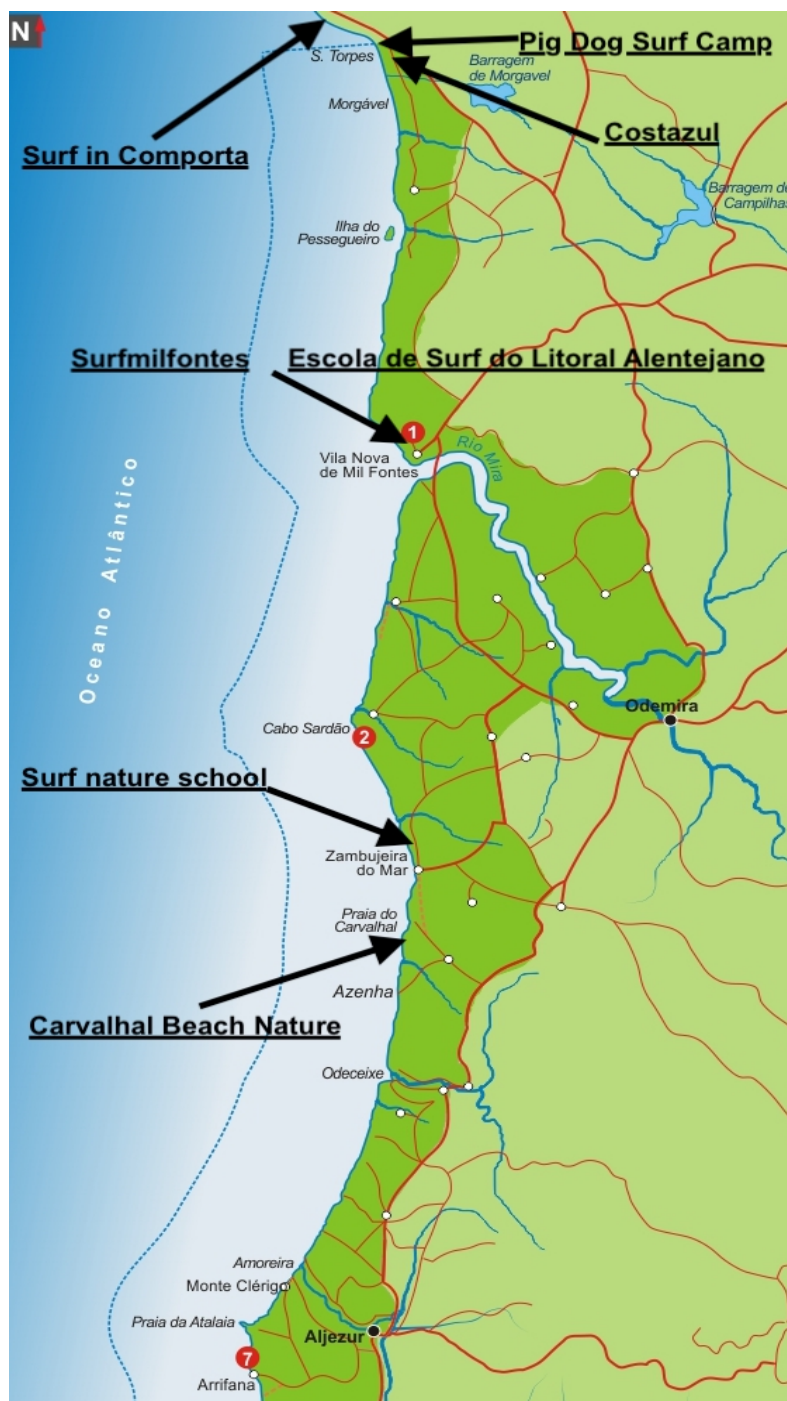 N
Pig Dog Surf Camp
S. Torpes
Barragem
de Morgavel
Morgável
Costazul
Surf in Comporta
Barragem de
Campilhas
Ilha do
Pessegueiro
Surfmilfontes
Escola de Surf do Litoral Alentejano
1
Rio Mira
Vila Nova
de Mil Fontes
Oceano Atlântico
Odemira
Cabo Sardão
2
Surf nature school
Zambujeira
do Mar
Praia do
Carvalhal
Azenha
Carvalhal Beach Nature
Odeceixe
Amoreira
Monte Clérigo
Praia da Atalaia
Aljezur
7
Arrifana